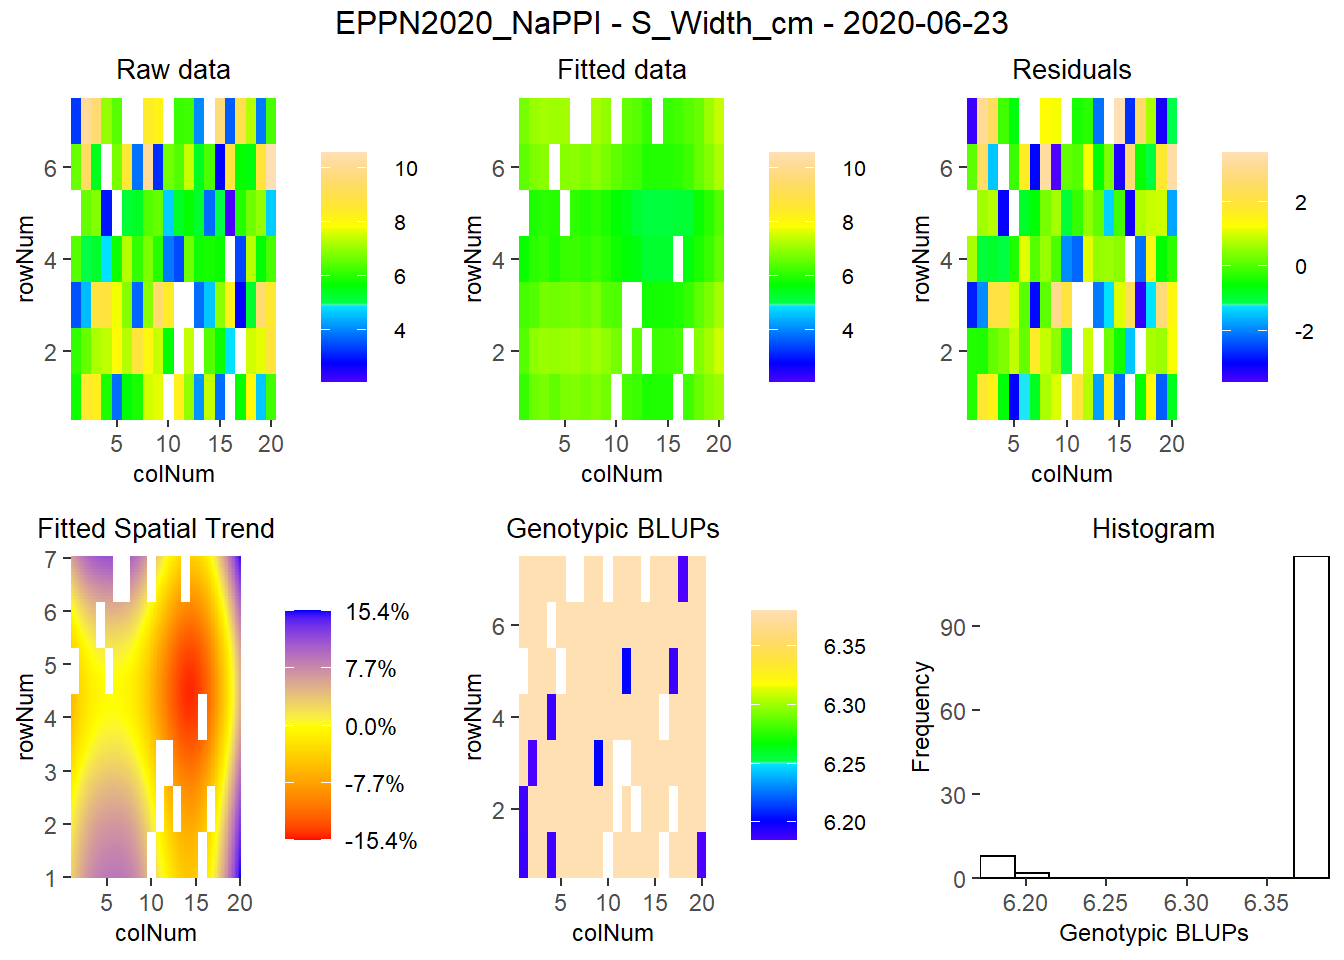 EPPN2020_NaPPI - S_Width_cm - 2020-06-23
Raw data
rowNum
6
4
2
5 10 15 20
colNum
10
8
6
4
Fitted data
rowNum
6
4
2
5 10 15 20
colNum
10
8
6
4
Residuals
rowNum
6
4
2
5 10 15 20
colNum
2
0
-2
Fitted Spatial Trend
rowNum
7
6
5
4
3
2
1
5 10 15 20
colNum
15.4%
7.7%
0.0%
-7.7%
-15.4%
Genotypic BLUPs
rowNum
6
4
2
5 10 15 20
colNum
6.35
6.30
6.25
6.20
Histogram
Frequency
90
60
30
0
6.20 6.25 6.30 6.35
Genotypic BLUPs